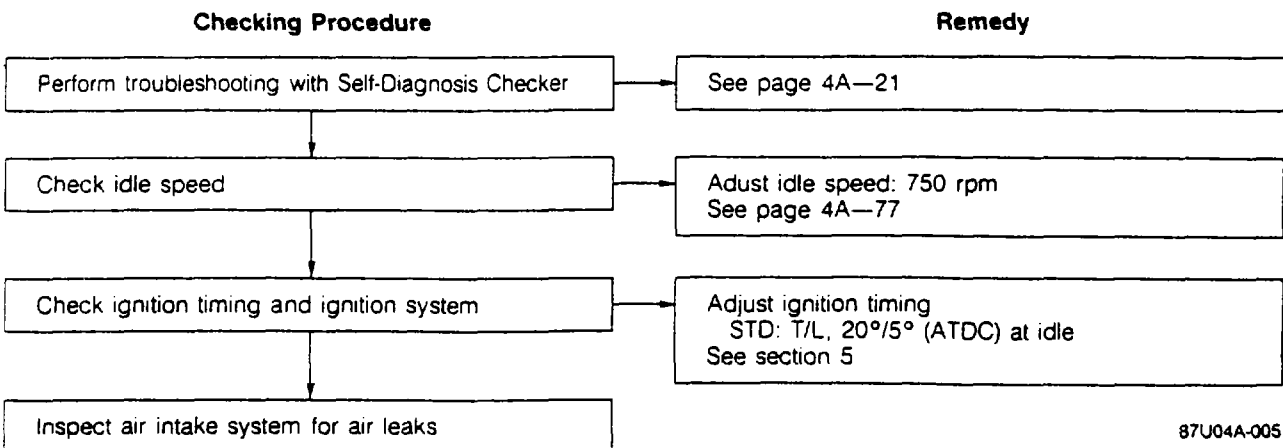 Checking Procedure
Remedy
Perform troubleshooting with Self-Diagnosis Checker
See page 4A—21
Check idle speed
Adust idle speed: 750 rpm
See page 4A—77
Check ignition timing and ignition system
Adjust ignition timing
STD: T/L, 20°/5° (ATDC) at idle
See section 5
Inspect air intake system for air leaks
87U04A-005